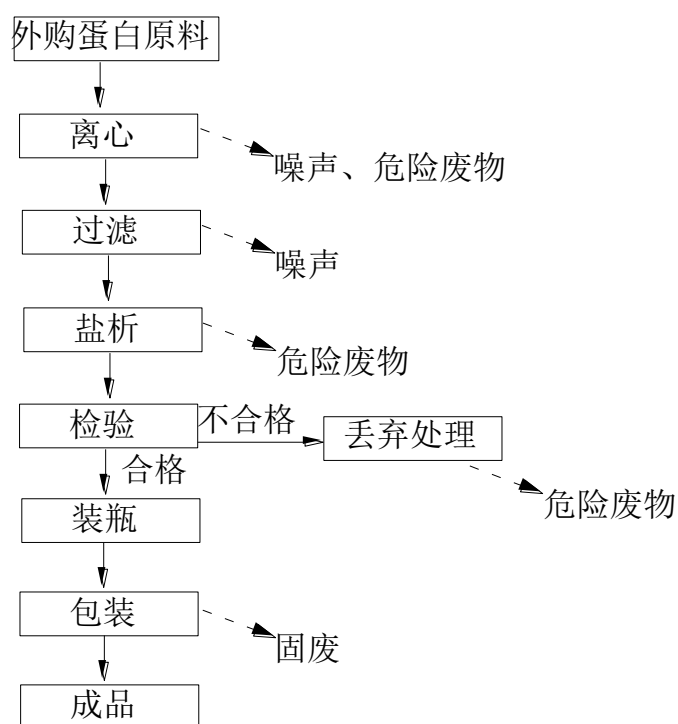 外购蛋白原料
离心
噪声、危险废物
过滤
噪声
盐析
危险废物
检验
不合格
丢弃处理
合格
危险废物
装瓶
包装
固废
成品